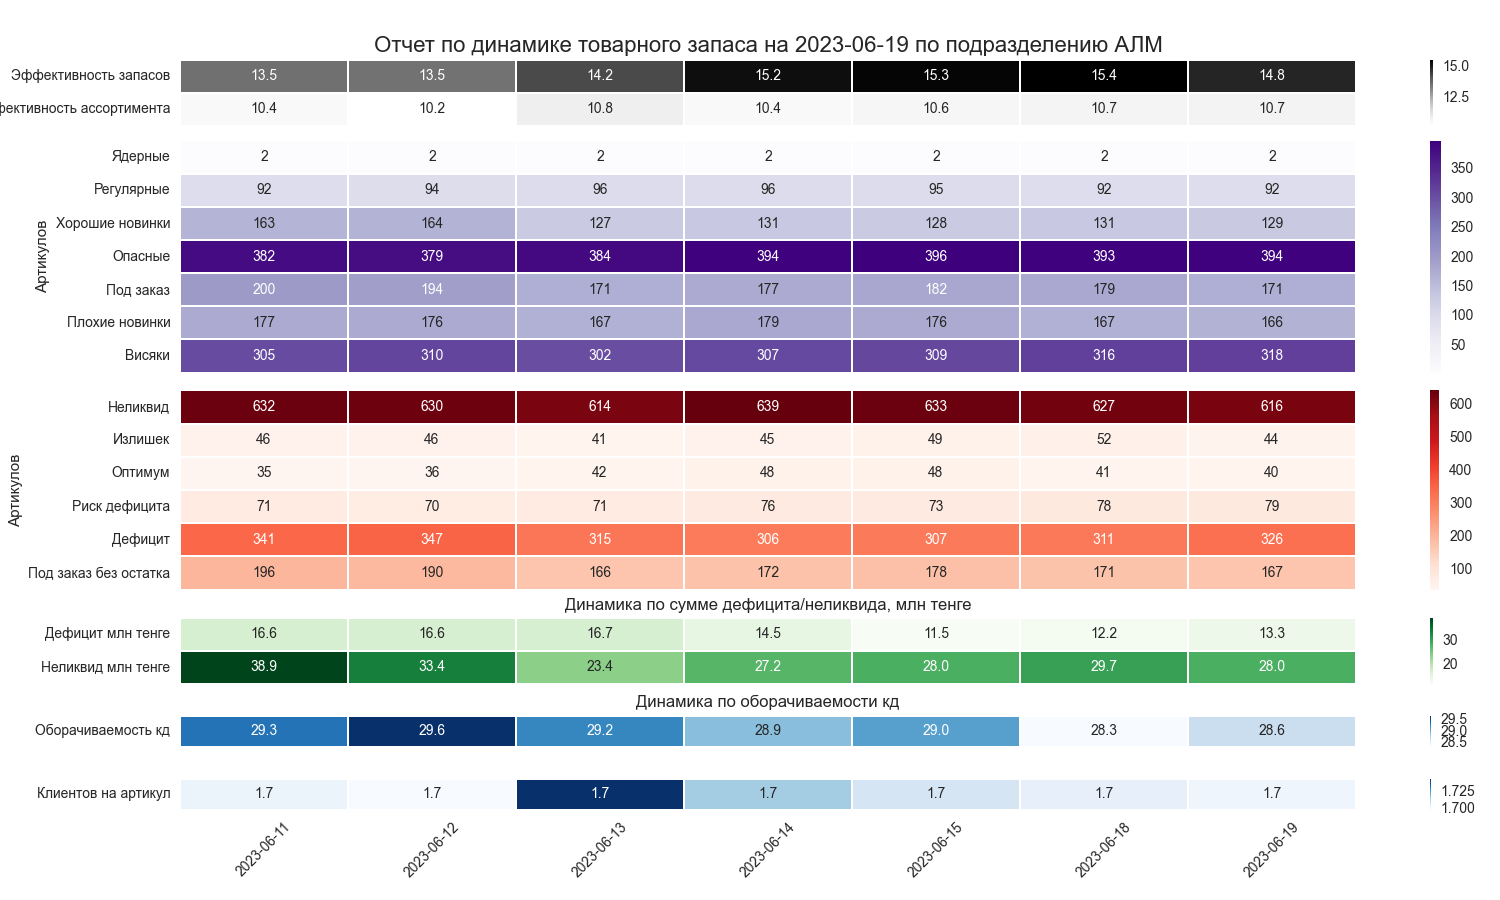 Отчет по динамике товарного запаса на 2023-06-19 по подразделению АЛМ
Эффективность запасов 13.5 13.5 14.2 15.2 15.3 15.4 14.8
фективность ассортимента 10.4 10.2 10.8 10.4 10.6 10.7 10.7
15.0
12.5
Артикулов
Ядерные 2 2 2 2 2 2 2
Регулярные 92 94 96 96 95 92 92
Хорошие новинки 163 164 127 131 128 131 129
Опасные 382 379 384 394 396 393 394
Под заказ 200 194 171 177 182 179 171
Плохие новинки 177 176 167 179 176 167 166
Висяки 305 310 302 307 309 316 318
350
300
250
200
150
100
50
Артикулов
Неликвид 632 630 614 639 633 627 616
Излишек 46 46 41 45 49 52 44
Оптимум 35 36 42 48 48 41 40
Риск дефицита 71 70 71 76 73 78 79
Дефицит 341 347 315 306 307 311 326
Под заказ без остатка 196 190 166 172 178 171 167
600
500
400
300
200
100
Динамика по сумме дефицита/неликвида, млн тенге
Дефицит млн тенге 16.6 16.6 16.7 14.5 11.5 12.2 13.3
Неликвид млн тенге 38.9 33.4 23.4 27.2 28.0 29.7 28.0
30
20
Динамика по оборачиваемости кд
Оборачиваемость кд 29.3 29.6 29.2 28.9 29.0 28.3 28.6
29.5
29.0
28.5
Клиентов на артикул 1.7 1.7 1.7 1.7 1.7 1.7 1.7
1.725
1.700
2023-06-11 2023-06-12 2023-06-13 2023-06-14 2023-06-15 2023-06-18 2023-06-19